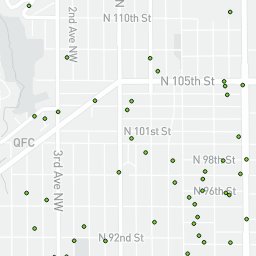 N 110th St
2nd Ave NW
N
N 105th St
N 101st St
QFC
3rd Ave NW
N 98th St
N 96th St
N 92nd St
N